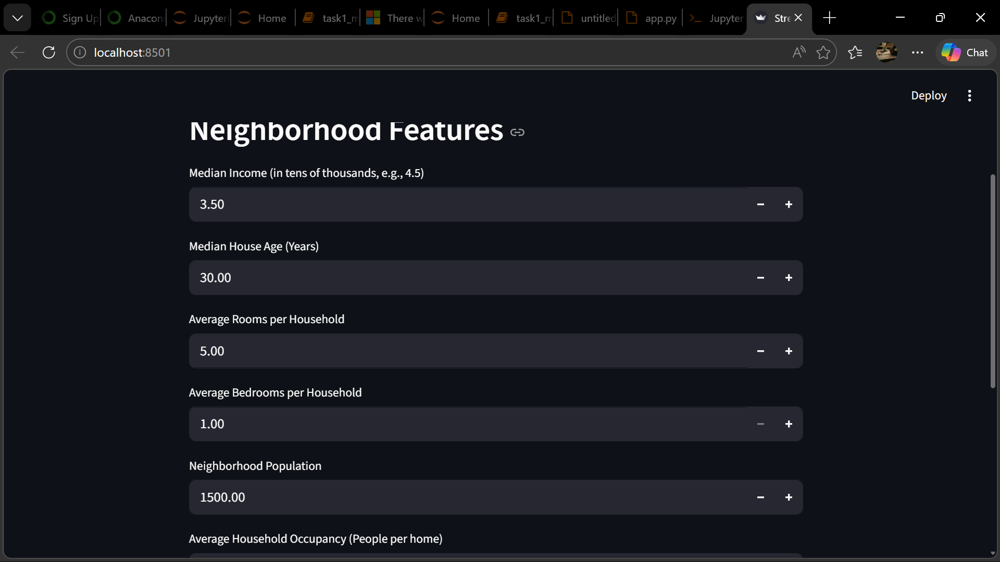 Sign Up
Anacon
Jupyter
Home
task1_m
There w
Home
task1_m
untitled
app.py
Jupyter
Stre
localhost:8501
Chat
Deploy
Neighborhood Features
Median Income (in tens of thousands, e.g., 4.5)
3.50
Median House Age (Years)
30.00
Average Rooms per Household
5.00
Average Bedrooms per Household
1.00
Neighborhood Population
1500.00
Average Household Occupancy (People per home)